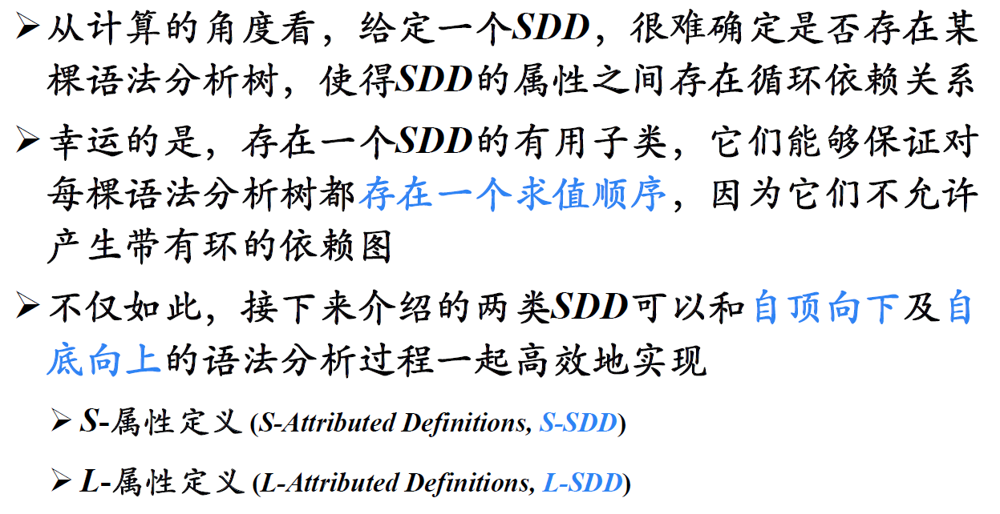 ➢从计算的角度看，给定一个SDD，很难确定是否存在某
棵语法分析树，使得SDD的属性之间存在循环依赖关系
➢幸运的是，存在一个SDD的有用子类，它们能够保证对
每棵语法分析树都存在一个求值顺序，因为它们不允许
产生带有环的依赖图
➢不仅如此，接下来介绍的两类SDD可以和自顶向下及自
底向上的语法分析过程一起高效地实现
➢S-属性定义 (S-Attributed Definitions, S-SDD)
➢L-属性定义 (L-Attributed Definitions, L-SDD)